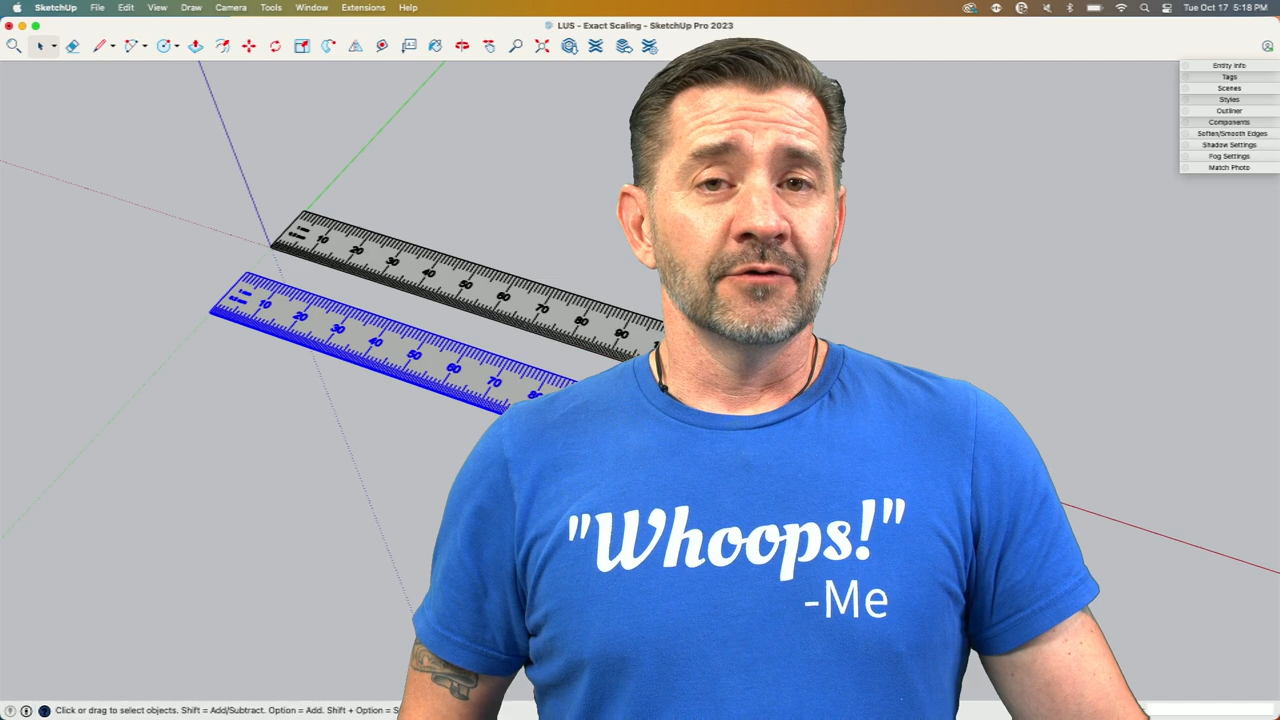 SketchUp File Edit View Draw Camera Tools Window Extensions Help
Tue Oct 17 5:18 PM
LUS - Exact Scaling - SketchUp Pro 2023
Entity Info
Tags
Scenes
Styles
Outliner
Components
Soften/Smooth Edges
Shadow Settings
Fog Settings
Match Photo
10 20 30 40 50 60 70 80 90
10 20 30 40 50 60 70
"Whoops!"
-Me
Click or drag to select objects. Shift = Add/Subtract. Option = Add. Shift + Option = S